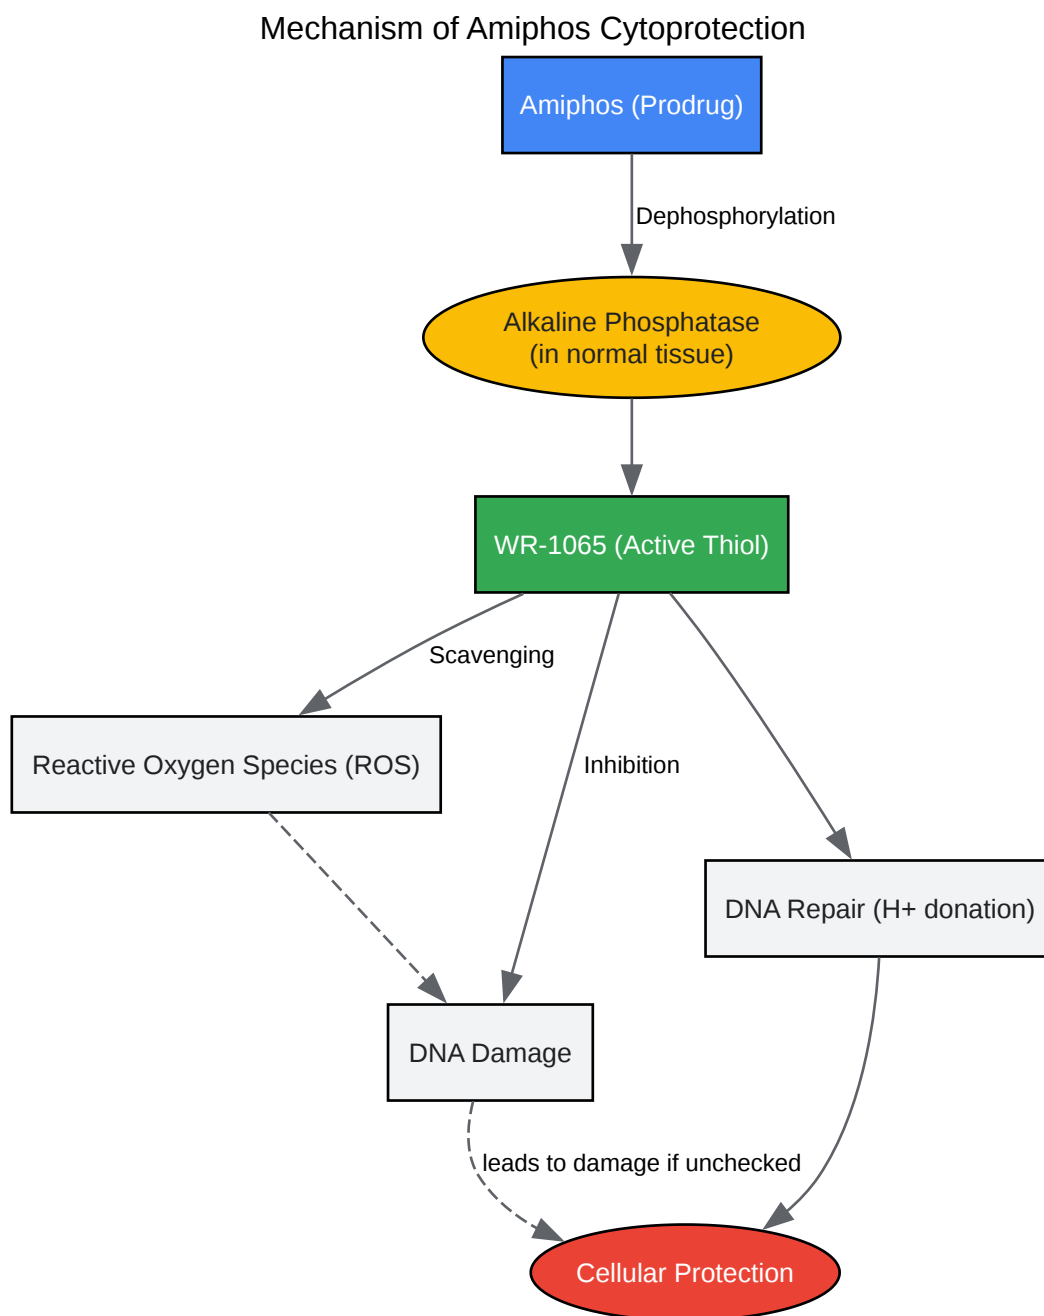 Mechanism of Amiphos Cytoprotection
Amiphos (Prodrug)
Dephosphorylation
Alkaline Phosphatase
(in normal tissue)
WR-1065 (Active Thiol)
Scavenging
Reactive Oxygen Species (ROS)
Inhibition
DNA Repair (H+ donation)
DNA Damage
leads to damage if unchecked
Cellular Protection